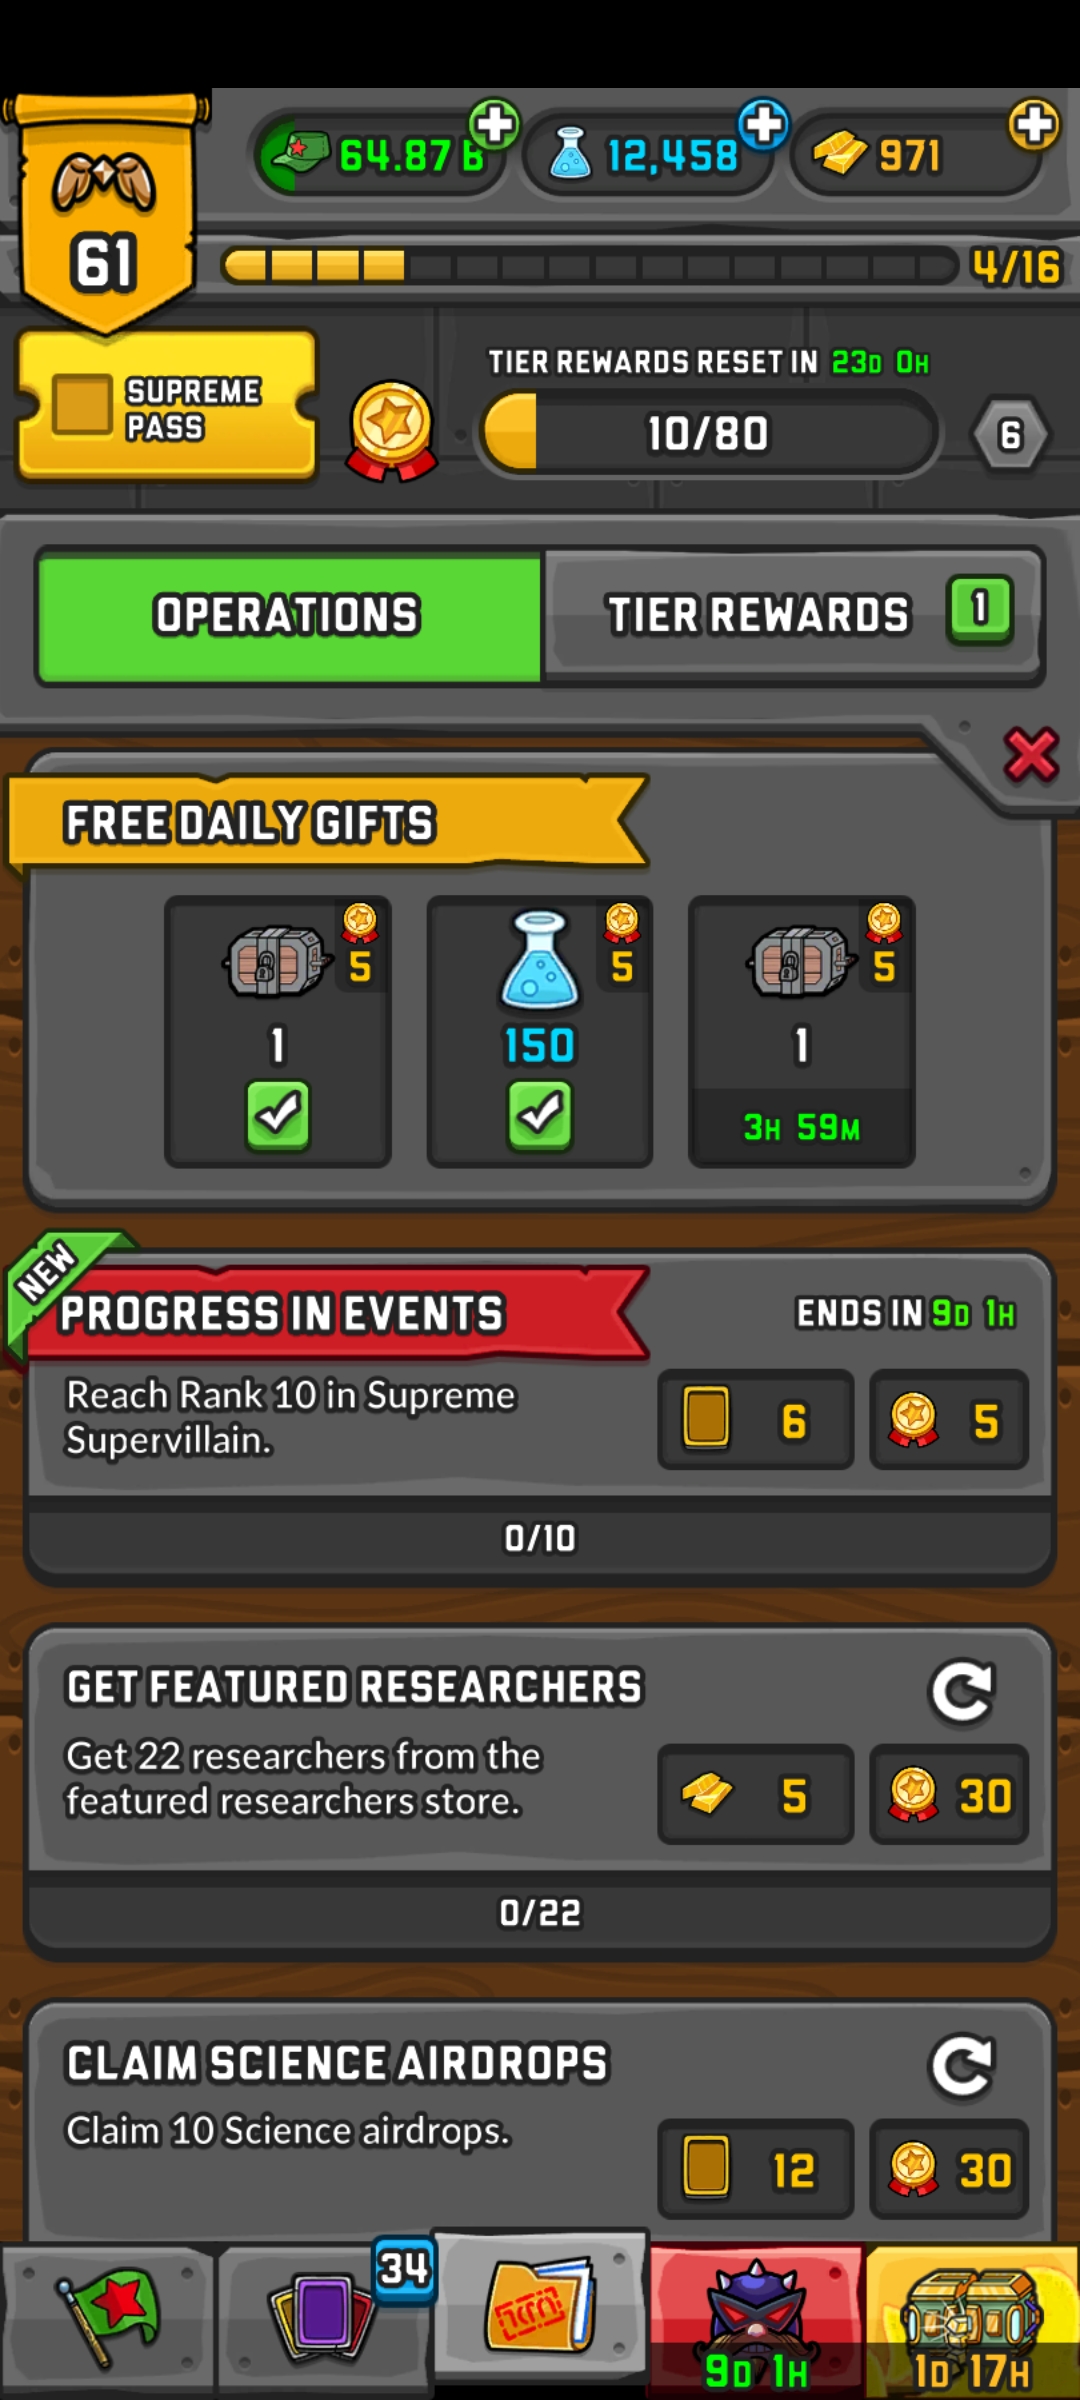 64.87 B
12,458
971
61
4/16
SUPREME
PASS
TIER REWARDS RESET IN 23D 0H
10/80
6
OPERATIONS
TIER REWARDS
1
FREE DAILY GIFTS
5
5
5
1
150
1
3H 59M
NEW
PROGRESS IN EVENTS
ENDS IN 9D 1H
Reach Rank 10 in Supreme
Supervillain.
6
5
0/10
GET FEATURED RESEARCHERS
Get 22 researchers from the
featured researchers store.
5
30
0/22
CLAIM SCIENCE AIRDROPS
Claim 10 Science airdrops.
12
30
34
9D 1H
1D 17H